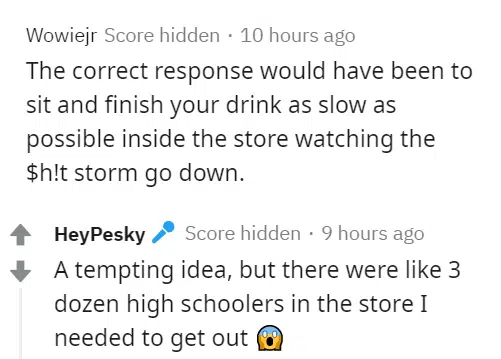 Wowiejr Score hidden · 10 hours ago
The correct response would have been to
sit and finish your drink as slow as
possible inside the store watching the
$h!t storm go down.
HeyPesky 🎤 Score hidden · 9 hours ago
A tempting idea, but there were like 3
dozen high schoolers in the store I
needed to get out 😱